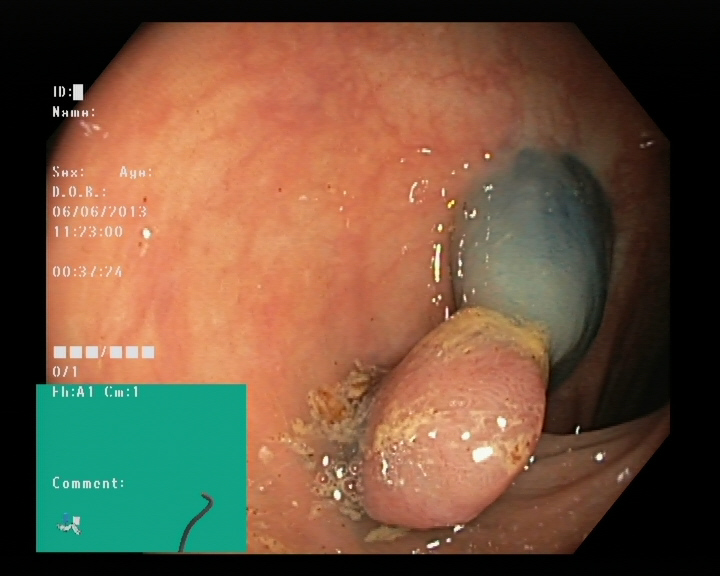 ID:
Name:
Sex: Age:
D.O.B.:
06/06/2013
11:23:00
00:37:24
/
0/1
Eh:A1 Cm:1
Comment: